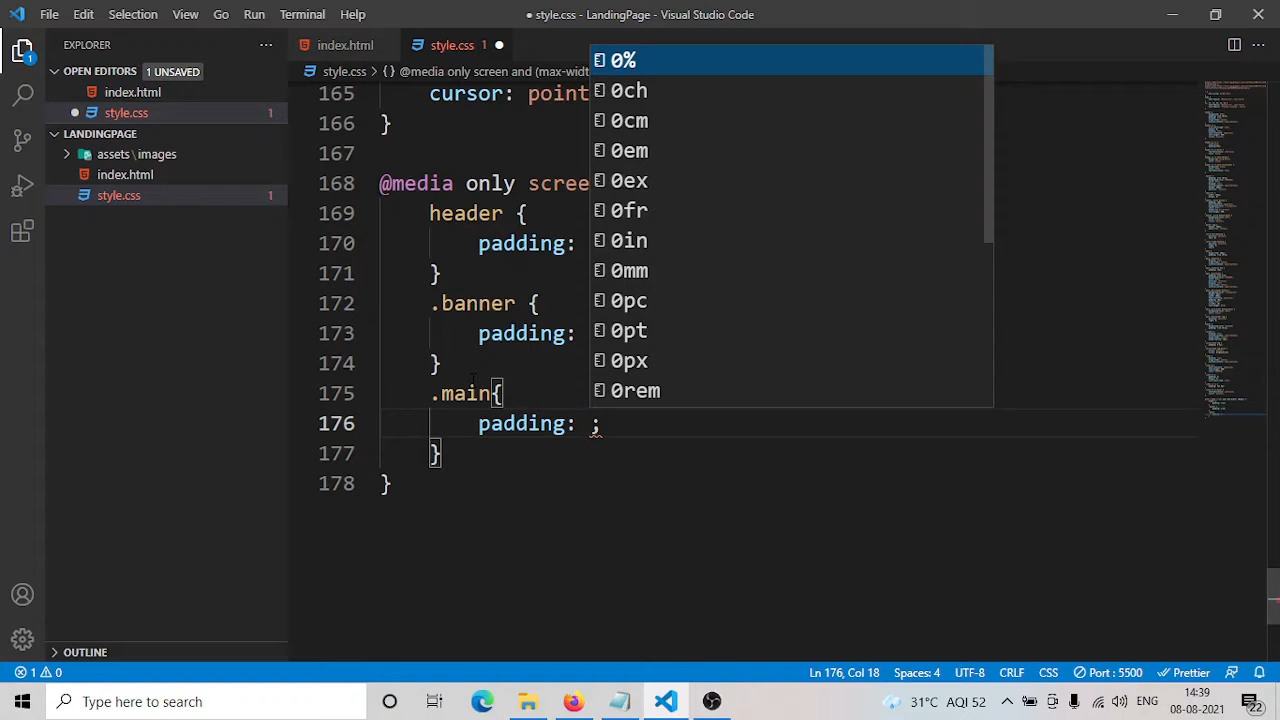 File Edit Selection View Go Run Terminal Help
● style.css - LandingPage - Visual Studio Code
EXPLORER
OPEN EDITORS 1 UNSAVED
index.html
style.css 1
LANDINGPAGE
assets\images
index.html
style.css 1
OUTLINE
1
index.html
style.css 1
style.css > {} @media only screen and (max-widt
165 cursor: point
166 }
167
168 @media only scree
169 header {
170 padding:
171 }
172 .banner {
173 padding:
174 }
175 .main{
176 padding: ;
177 }
178 }
0%
0ch
0cm
0em
0ex
0fr
0in
0mm
0pc
0pt
0px
0rem
1 0
Ln 176, Col 18 Spaces: 4 UTF-8 CRLF CSS Port : 5500 Prettier
Type here to search
31°C AQI 52
ENG
14:39
08-08-2021
22